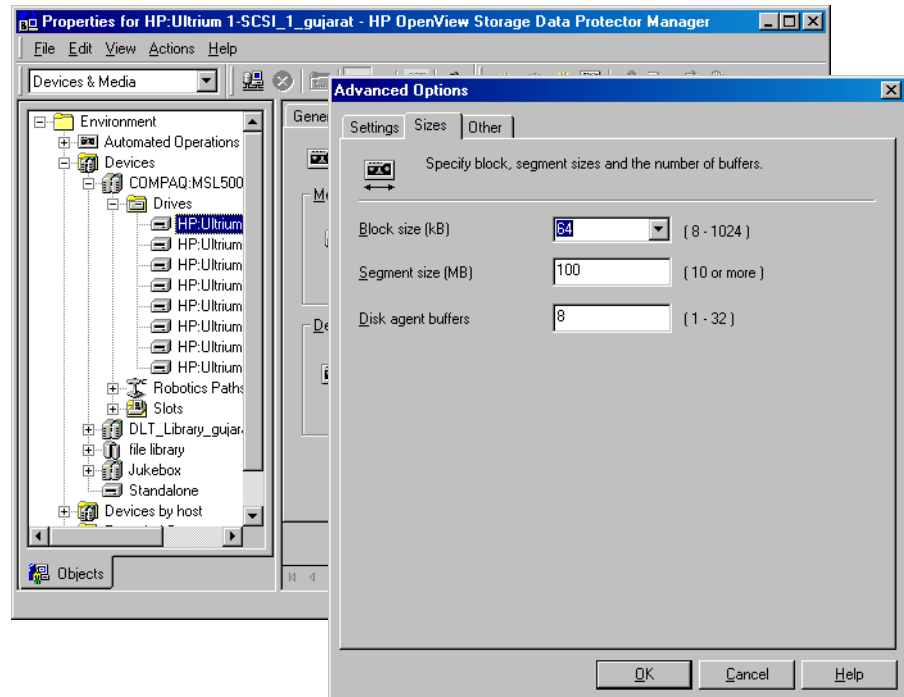 Properties for HP:Ultrium 1-SCSI_1_gujarat - HP OpenView Storage Data Protector Manager
File Edit View Actions Help
Devices & Media
Environment
Automated Operations
Devices
COMPAQ:MSL500
Drives
HP:Ultrium
HP:Ultrium
HP:Ultrium
HP:Ultrium
HP:Ultrium
HP:Ultrium
HP:Ultrium
HP:Ultrium
Robotics Paths
Slots
DLT_Library_gujar
file library
Jukebox
Standalone
Devices by host
Objects
Gene
Me
De
Advanced Options
Settings Sizes Other
Specify block, segment sizes and the number of buffers.
Block size (kB) 64 ( 8 - 1024 )
Segment size (MB) 100 ( 10 or more )
Disk agent buffers 8 ( 1 - 32 )
OK Cancel Help